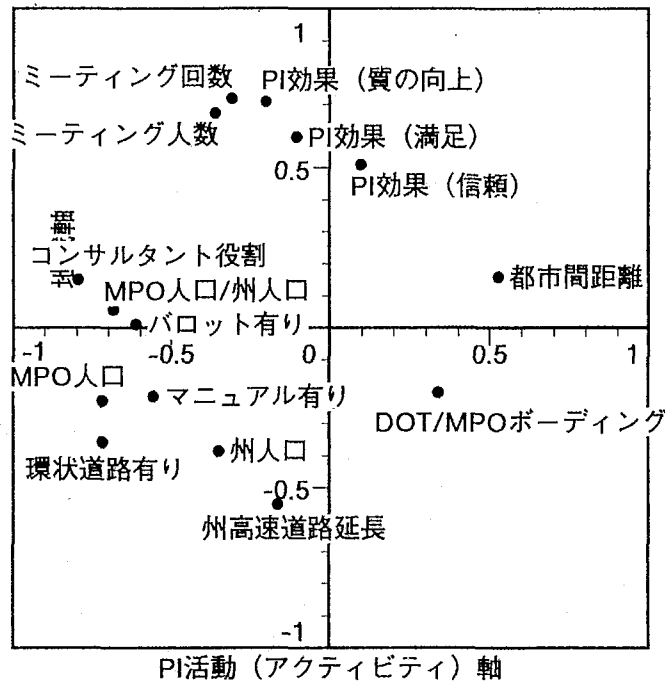 1
ミーティング回数
PI効果（質の向上）
ミーティング人数
PI効果（満足）
0.5
PI効果（信頼）
コンサルタント役割
都市間距離
MPO人口/州人口
バロット有り
-1
-0.5
0
0.5
1
MPO人口
マニュアル有り
DOT/MPOボーディング
環状道路有り
州人口
-0.5
州高速道路延長
-1
PI活動（アクティビティ）軸